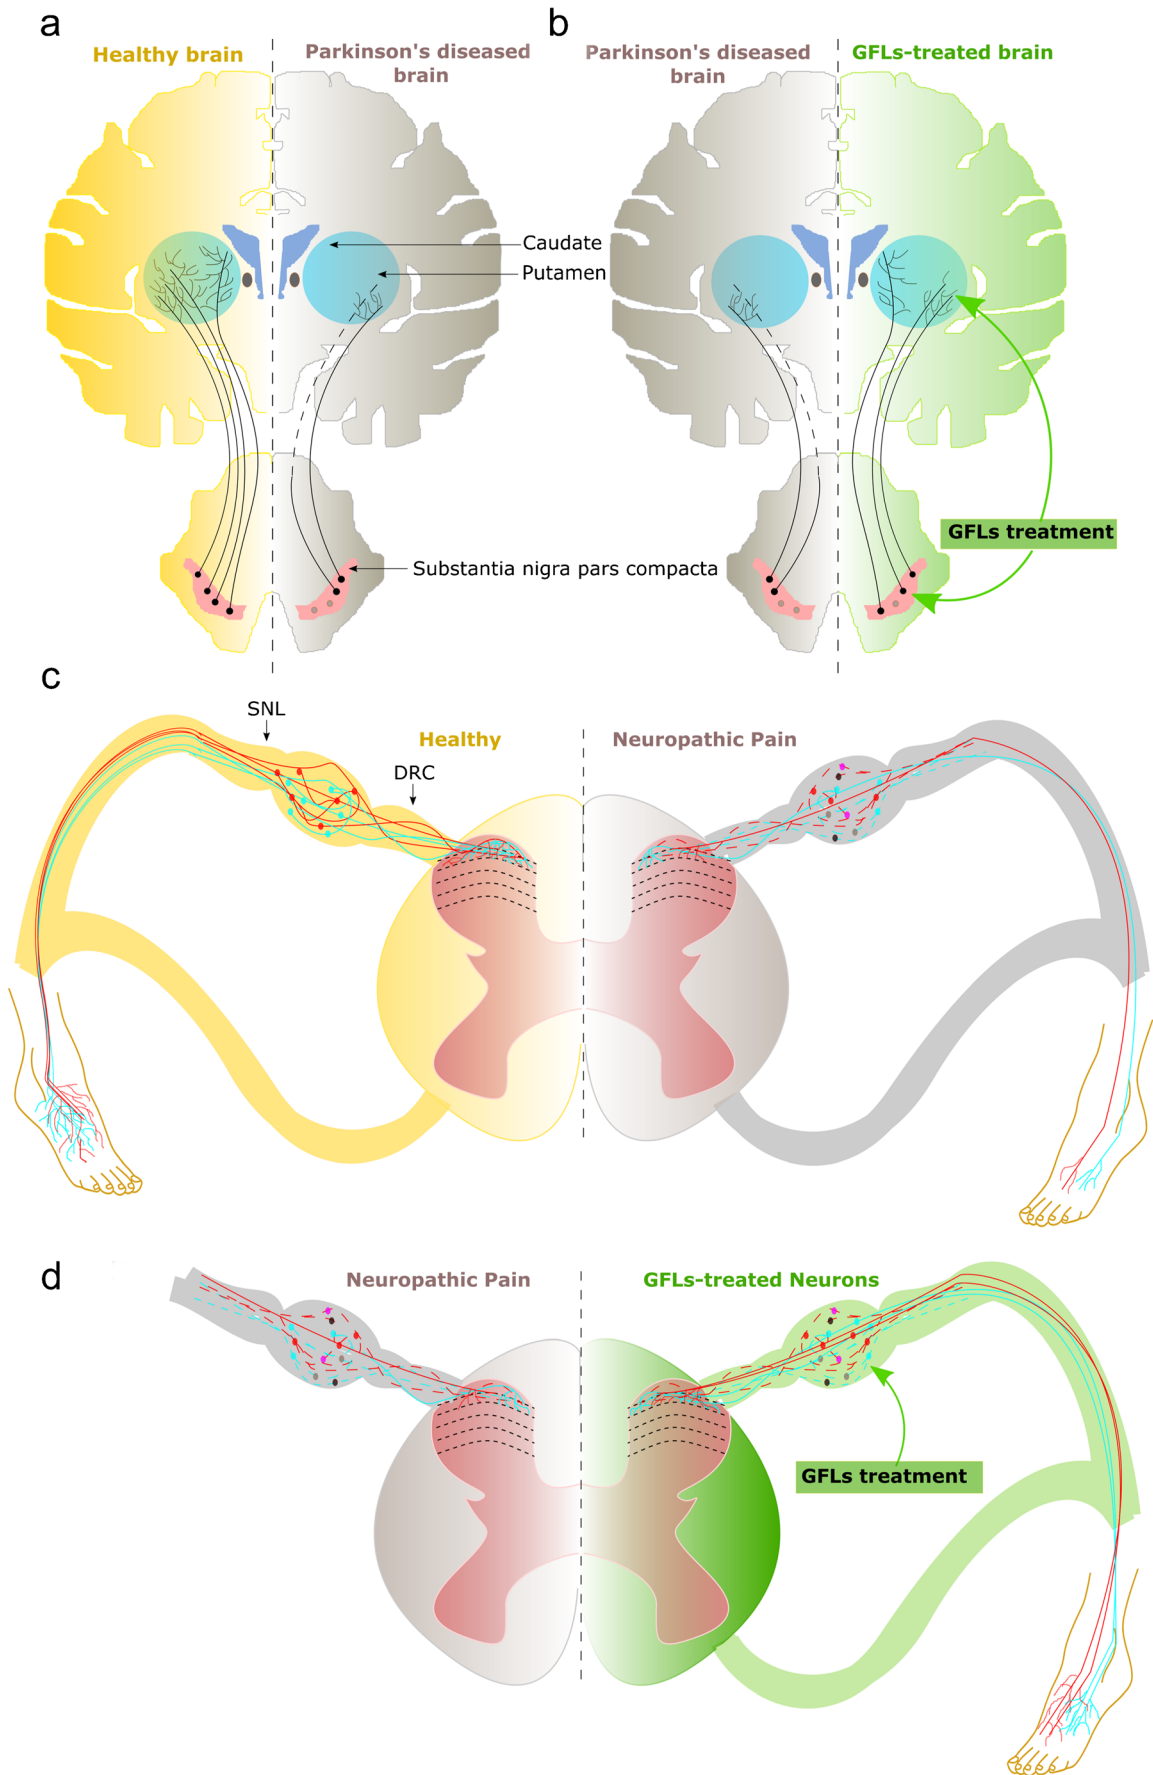 a
b
Healthy brain
Parkinson's diseased
brain
Parkinson's diseased
brain
GFLs-treated brain
Caudate
Putamen
GFLs treatment
Substantia nigra pars compacta
c
SNL
Healthy
Neuropathic Pain
DRC
d
Neuropathic Pain
GFLs-treated Neurons
GFLs treatment